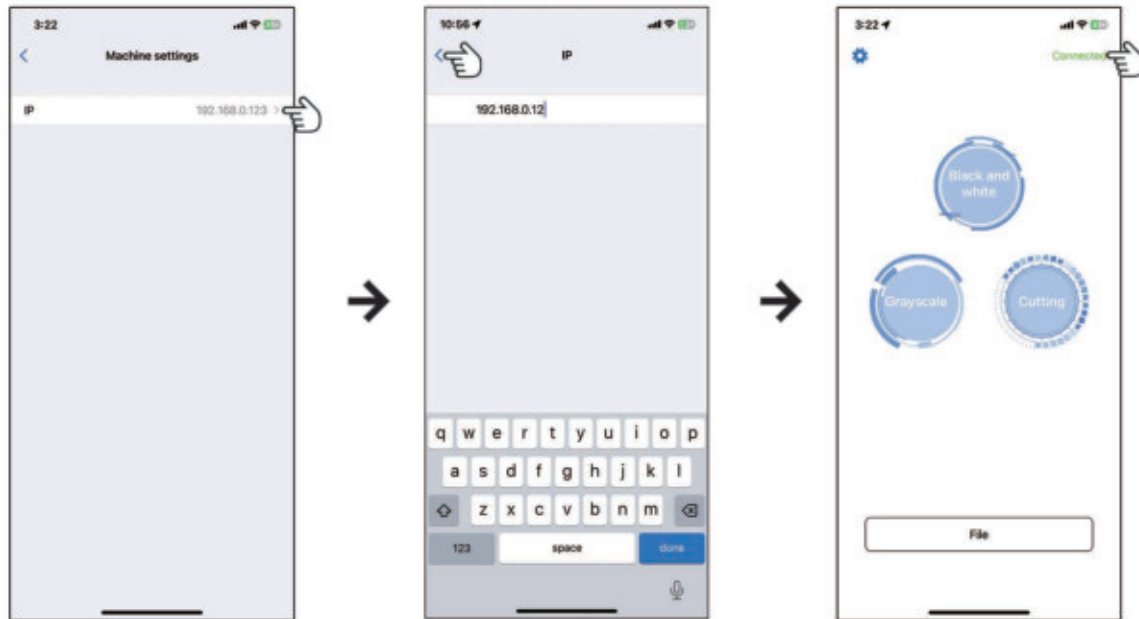 3:22
Machine settings
IP 192.168.0.123
10:56
IP
192.168.0.12
q w e r t y u i o p
a s d f g h j k l
z x c v b n m
123 space done
3:22
Connected
Black and
white
Grayscale
Cutting
File